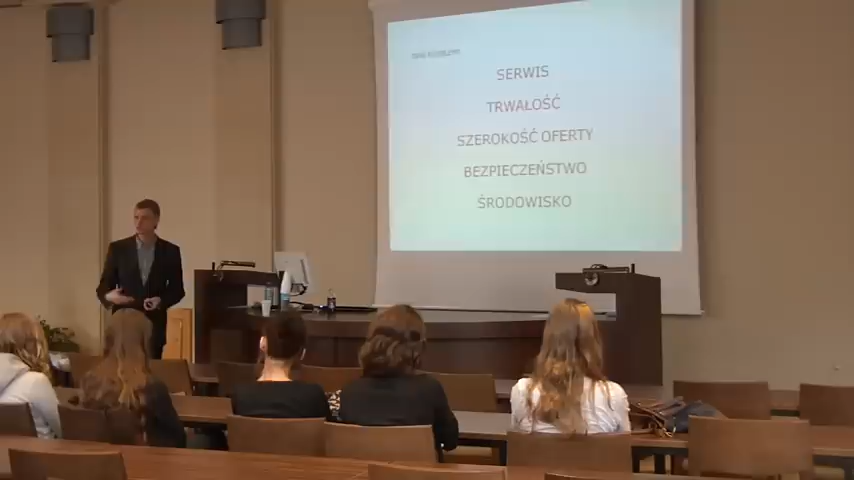 SERWIS
TRWAŁOŚĆ
SZEROKOŚĆ OFERTY
BEZPIECZEŃSTWO
ŚRODOWISKO